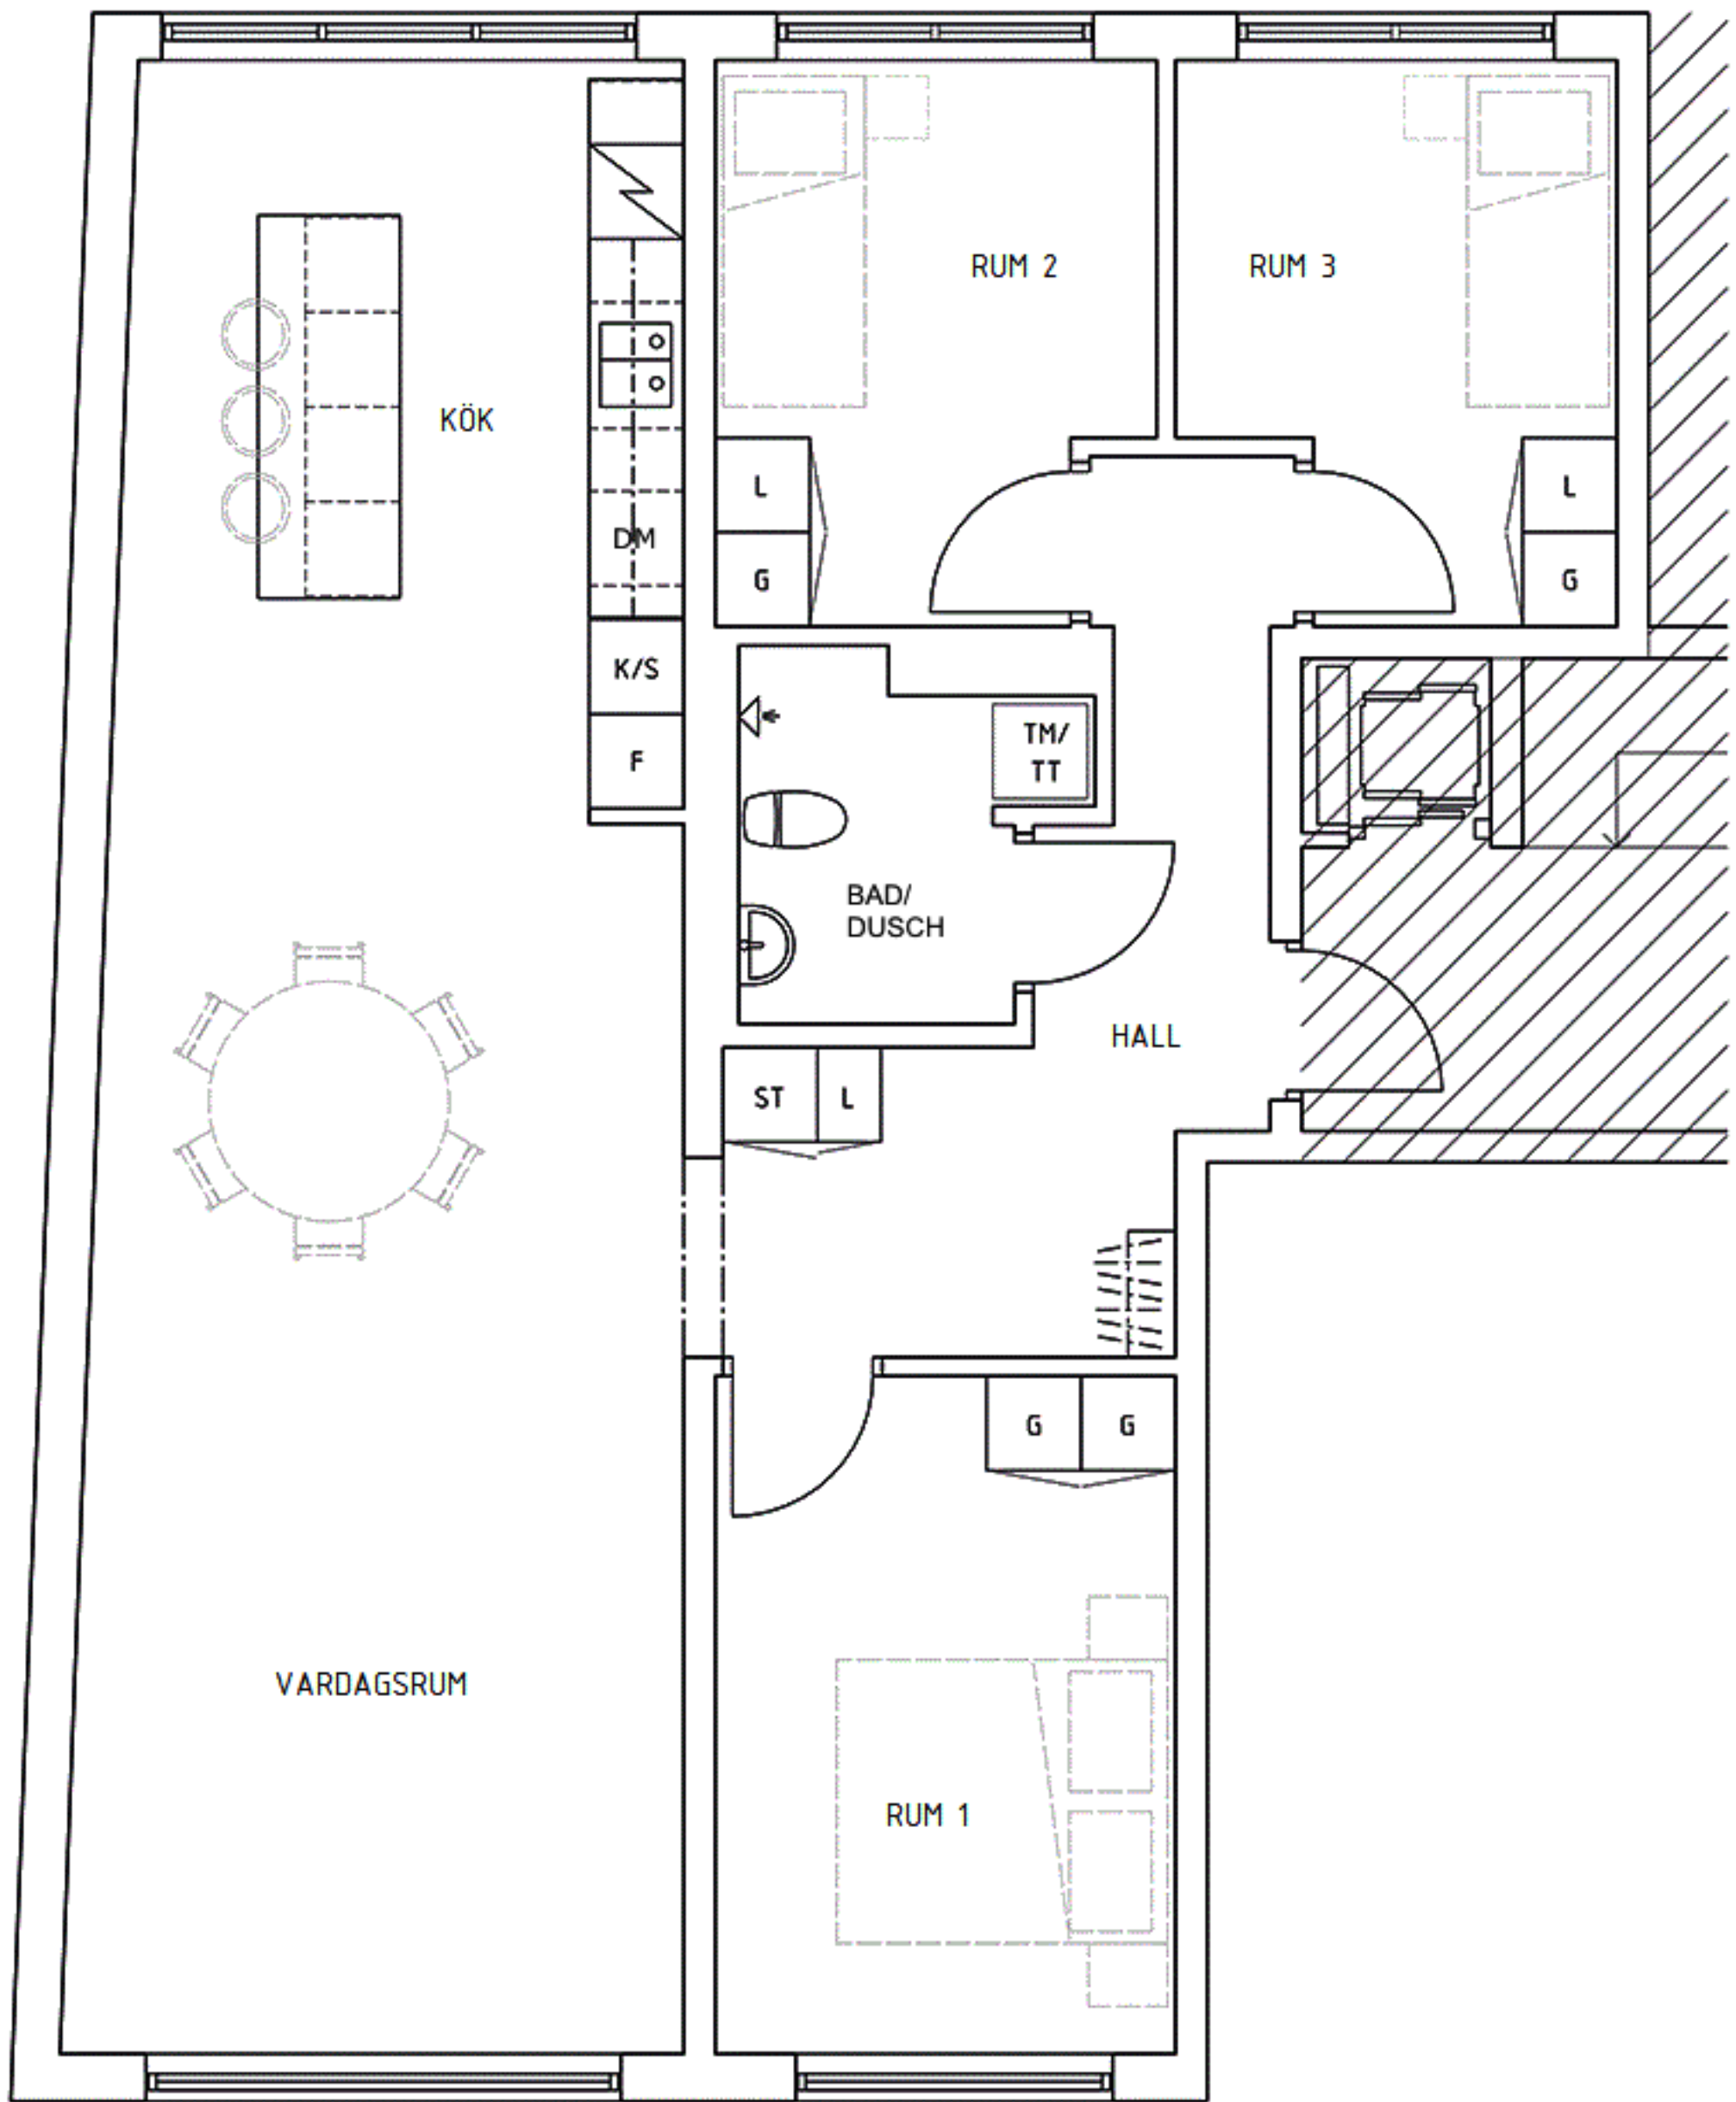 RUM 2
RUM 3
KÖK
L
L
DM
G
G
K/S
TM/
TT
F
BAD/
DUSCH
HALL
ST
L
G
G
VARDAGSRUM
RUM 1